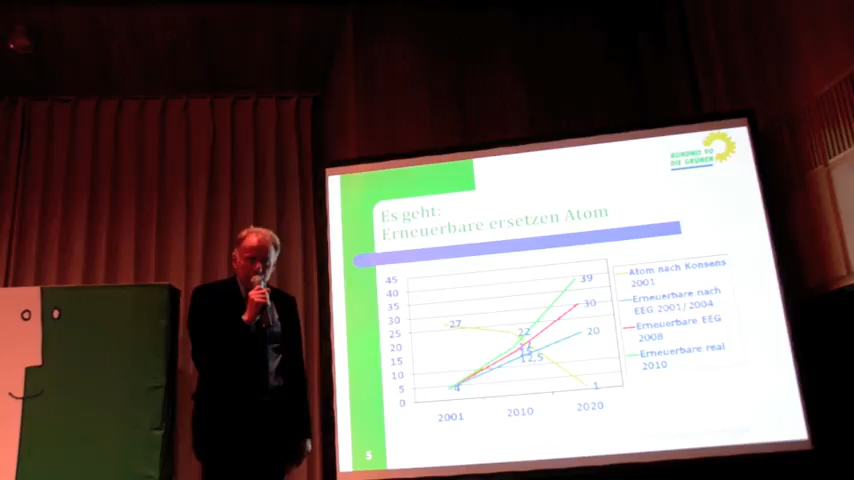 BÜNDNIS 90
DIE GRÜNEN
Es geht:
Erneuerbare ersetzen Atom
45
40
35
30
25
20
15
10
5
0
27
22
12,5
4
39
30
20
1
2001
2010
2020
Atom nach Konsens
2001
Erneuerbare nach
EEG 2001/2004
Erneuerbare EEG
2008
Erneuerbare real
2010
5